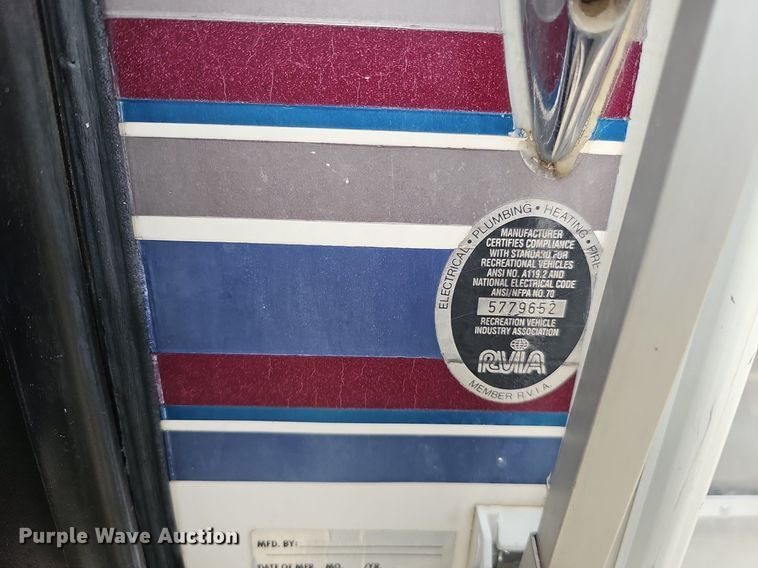 ELECTRICAL • PLUMBING • HEATING • FIRE
MANUFACTURER
CERTIFIES COMPLIANCE
WITH STANDARD FOR
RECREATIONAL VEHICLES
ANSI NO. A119.2 AND
NATIONAL ELECTRICAL CODE
ANSI/NFPA NO. 70
5779652
RECREATION VEHICLE
INDUSTRY ASSOCIATION
RVIA
MEMBER R.V.I.A.
MFD. BY:
DATE OF MFR. MO. /YR.
Purple Wave Auction